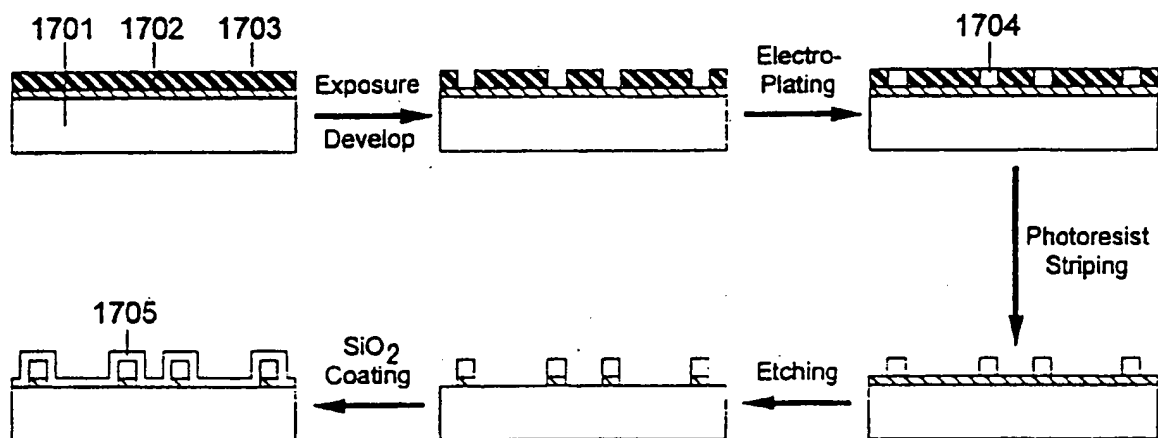 1701 1702 1703
Exposure
Develop
Electro-
Plating
1704
Photoresist
Striping
Etching
SiO2
Coating
1705